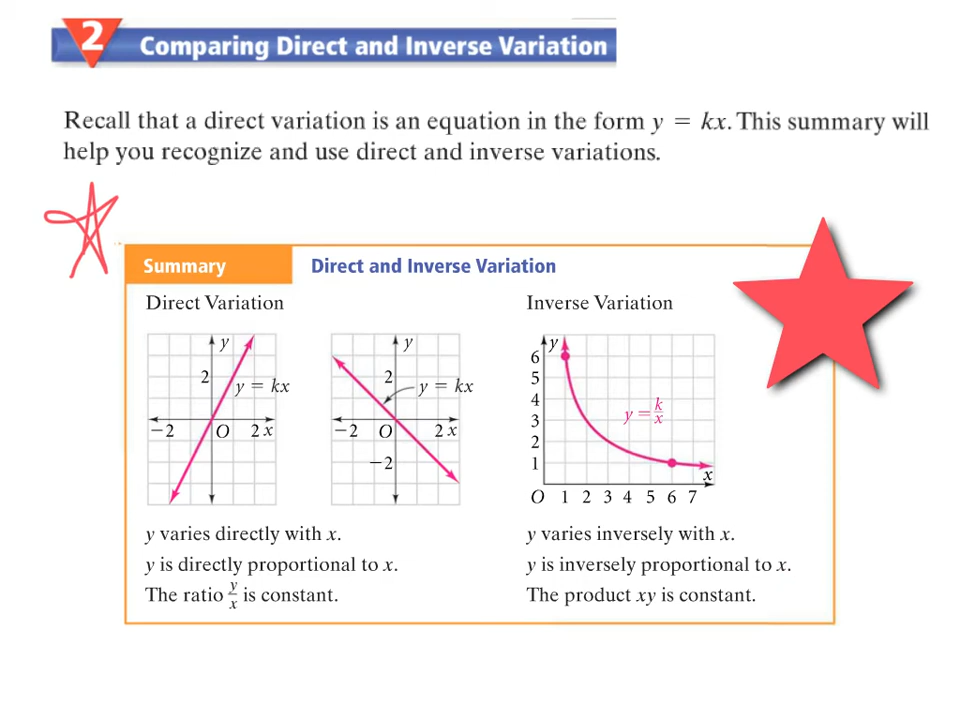 2
Comparing Direct and Inverse Variation
Recall that a direct variation is an equation in the form y = kx. This summary will
help you recognize and use direct and inverse variations.
Summary
Direct and Inverse Variation
Direct Variation
y
2
y = kx
−2 O 2 x
y
2
y = kx
−2 O 2 x
−2
y varies directly with x.
y is directly proportional to x.
The ratio y/x is constant.
Inverse Variation
y
6
5
4
3
2
1
y = k/x
x
O 1 2 3 4 5 6 7
y varies inversely with x.
y is inversely proportional to x.
The product xy is constant.